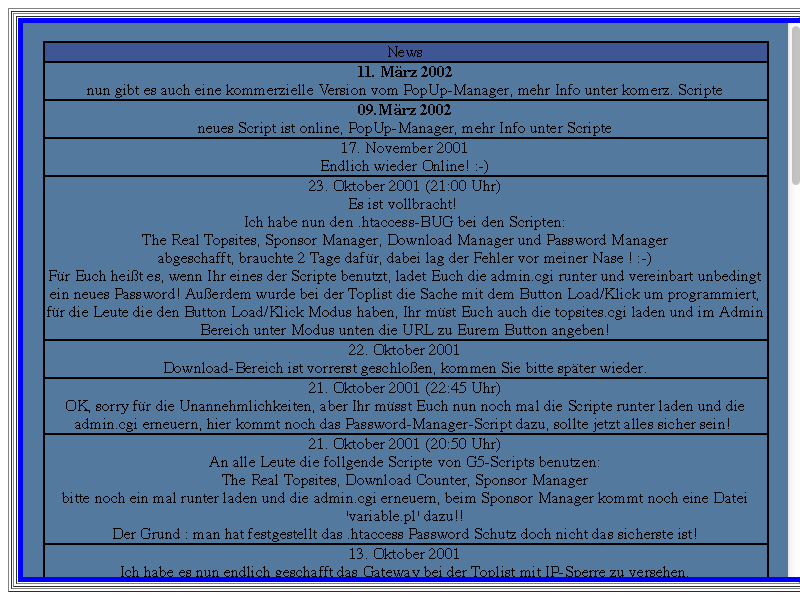 News
11. März 2002
nun gibt es auch eine kommerzielle Version vom PopUp-Manager, mehr Info unter komerz. Scripte
09.März 2002
neues Script ist online, PopUp-Manager, mehr Info unter Scripte
17. November 2001
Endlich wieder Online! :-)
23. Oktober 2001 (21:00 Uhr)
Es ist vollbracht!
Ich habe nun den .htaccess-BUG bei den Scripten:
The Real Topsites, Sponsor Manager, Download Manager und Password Manager
abgeschafft, brauchte 2 Tage dafür, dabei lag der Fehler vor meiner Nase ! :-)
Für Euch heißt es, wenn Ihr eines der Scripte benutzt, ladet Euch die admin.cgi runter und vereinbart unbedingt
ein neues Password! Außerdem wurde bei der Toplist die Sache mit dem Button Load/Klick um programmiert,
für die Leute die den Button Load/Klick Modus haben, Ihr müst Euch auch die topsites.cgi laden und im Admin
Bereich unter Modus unten die URL zu Eurem Button angeben!
22. Oktober 2001
Download-Bereich ist vorrerst geschloßen, kommen Sie bitte später wieder.
21. Oktober 2001 (22:45 Uhr)
OK, sorry für die Unannehmlichkeiten, aber Ihr müsst Euch nun noch mal die Scripte runter laden und die
admin.cgi erneuern, hier kommt noch das Password-Manager-Script dazu, sollte jetzt alles sicher sein!
21. Oktober 2001 (20:50 Uhr)
An alle Leute die follgende Scripte von G5-Scripts benutzen:
The Real Topsites, Download Counter, Sponsor Manager
bitte noch ein mal runter laden und die admin.cgi erneuern, beim Sponsor Manager kommt noch eine Datei
'variable.pl' dazu!!
Der Grund : man hat festgestellt das .htaccess Password Schutz doch nicht das sicherste ist!
13. Oktober 2001
Ich habe es nun endlich geschafft das Gateway bei der Toplist mit IP-Sperre zu versehen.